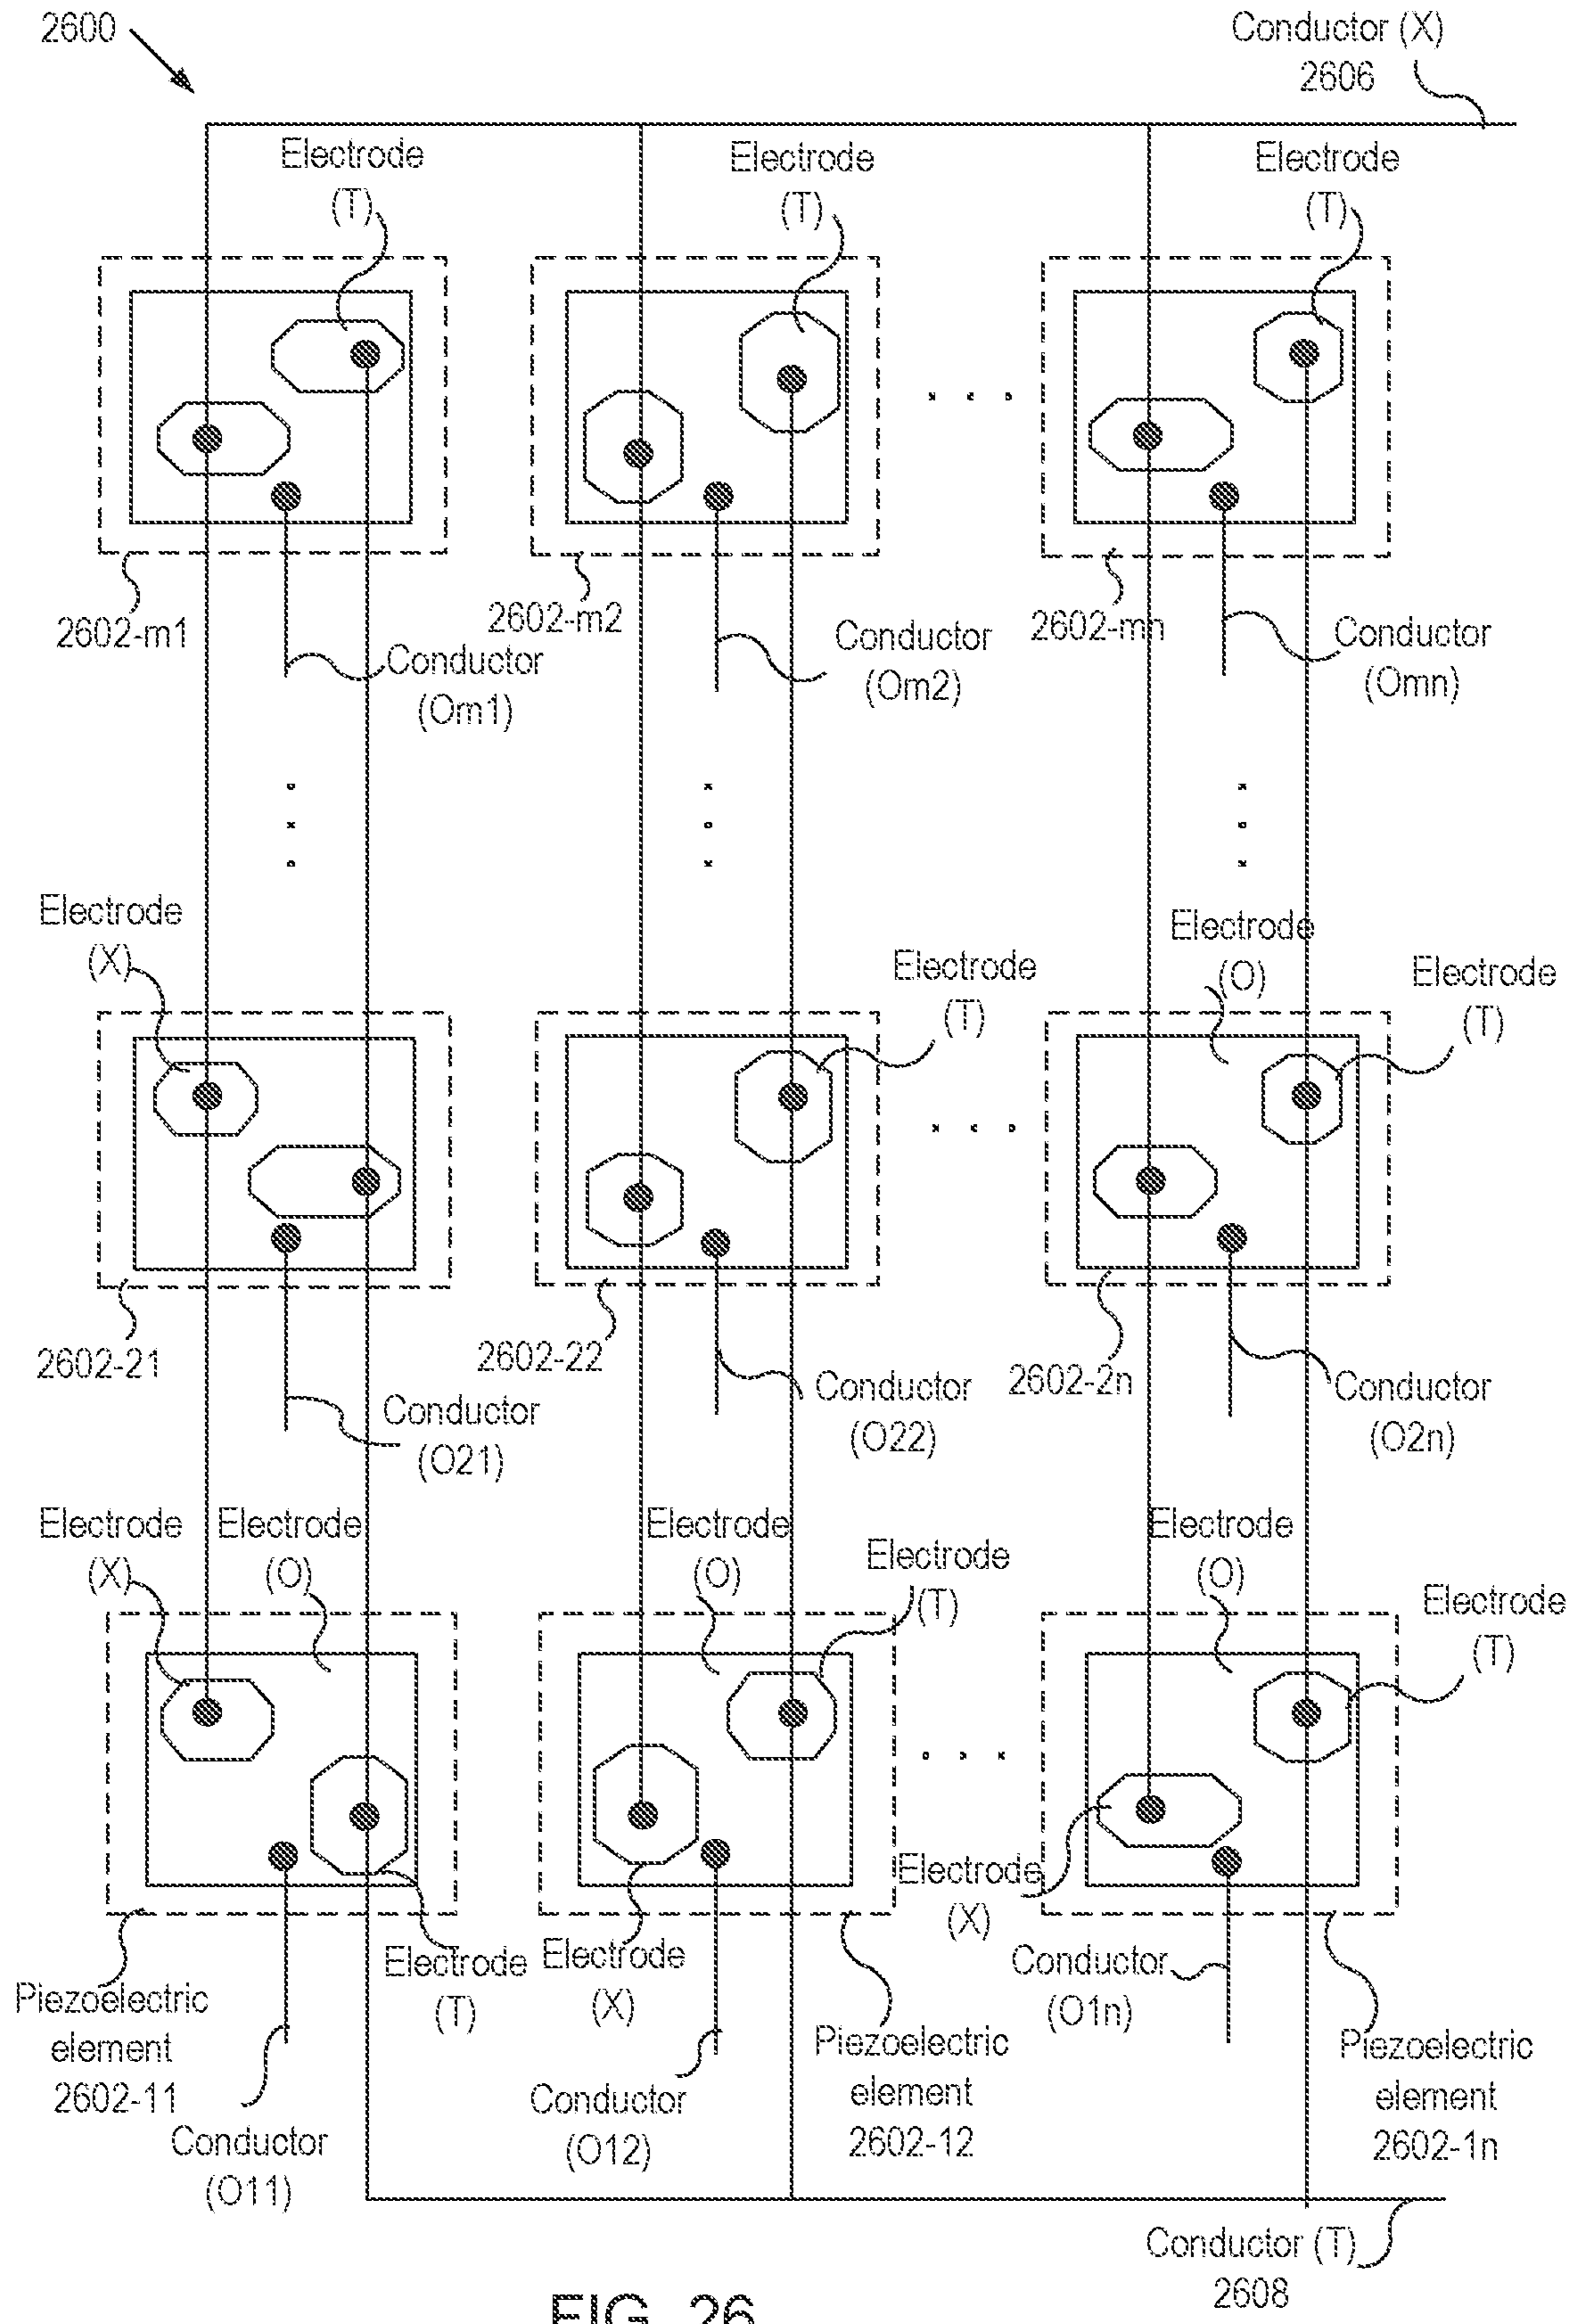 2600
Conductor (X)
2606
Electrode
(T)
Electrode
(T)
Electrode
(T)
2602-m1
2602-m2
2602-mn
Conductor
(Om1)
Conductor
(Om2)
Conductor
(Omn)
Electrode
(X)
Electrode
(T)
Electrode
(O)
Electrode
(T)
2602-21
2602-22
2602-2n
Conductor
(O21)
Conductor
(O22)
Conductor
(O2n)
Electrode
(X)
Electrode
(O)
Electrode
(O)
Electrode
(T)
Electrode
(O)
Electrode
(T)
Electrode
(X)
Piezoelectric
element
2602-11
Electrode
(T)
Electrode
(X)
Conductor
(O1n)
Conductor
(O11)
Conductor
(O12)
Piezoelectric
element
2602-12
Piezoelectric
element
2602-1n
Conductor (T)
2608
FIG. 26